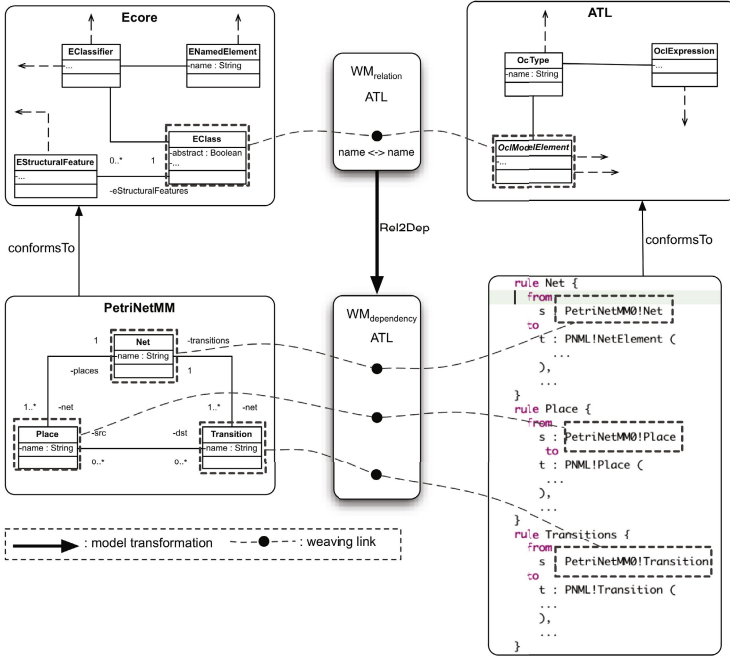 Ecore
EClassifier
-...
ENamedElement
-name : String
EClass
-abstract : Boolean
-...
0..*
1
EStructuralFeature
-...
-eStructuralFeatures
WMrelation
ATL
name <-> name
ATL
OcType
-name : String
OclExpression
-...
OclModelElement
-...
conformsTo
Rel2Dep
conformsTo
PetriNetMM
Net
-name : String
1
-transitions
-places
1
1..*
-net
1..*
-net
Place
-name : String
-src
-dst
Transition
-name : String
0..*
0..*
WMdependency
ATL
rule Net {
from
s : PetriNetMM0!Net
to
t : PNML!NetElement (
...
),
...
}
rule Place {
from
s : PetriNetMM0!Place
to
t : PNML!Place (
...
),
...
}
rule Transitions {
from
s PetriNetMM0!Transition
to
t : PNML!Transition (
...
),
...
}
: model transformation
: weaving link